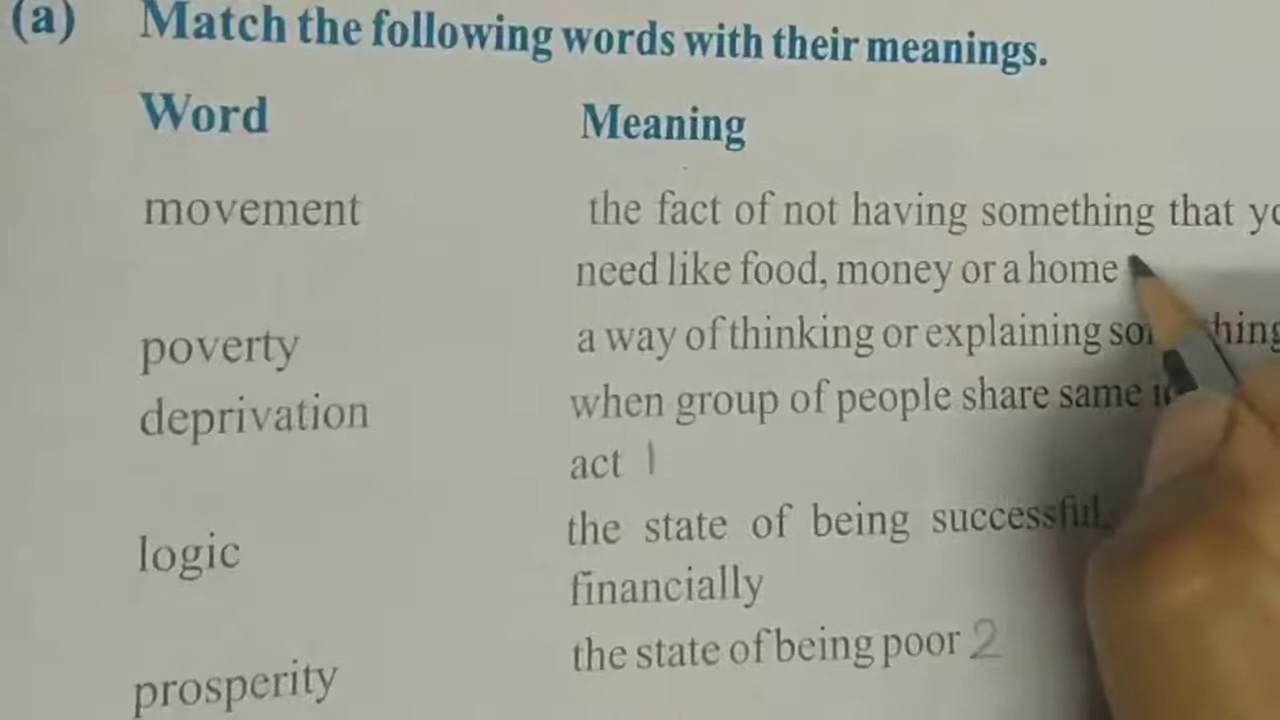 (a) Match the following words with their meanings.
Word Meaning
movement the fact of not having something that
need like food, money or a home
poverty a way of thinking or explaining
deprivation when group of people share same
act 1
the state of being successful
logic
financially
the state of being poor 2
prosperity